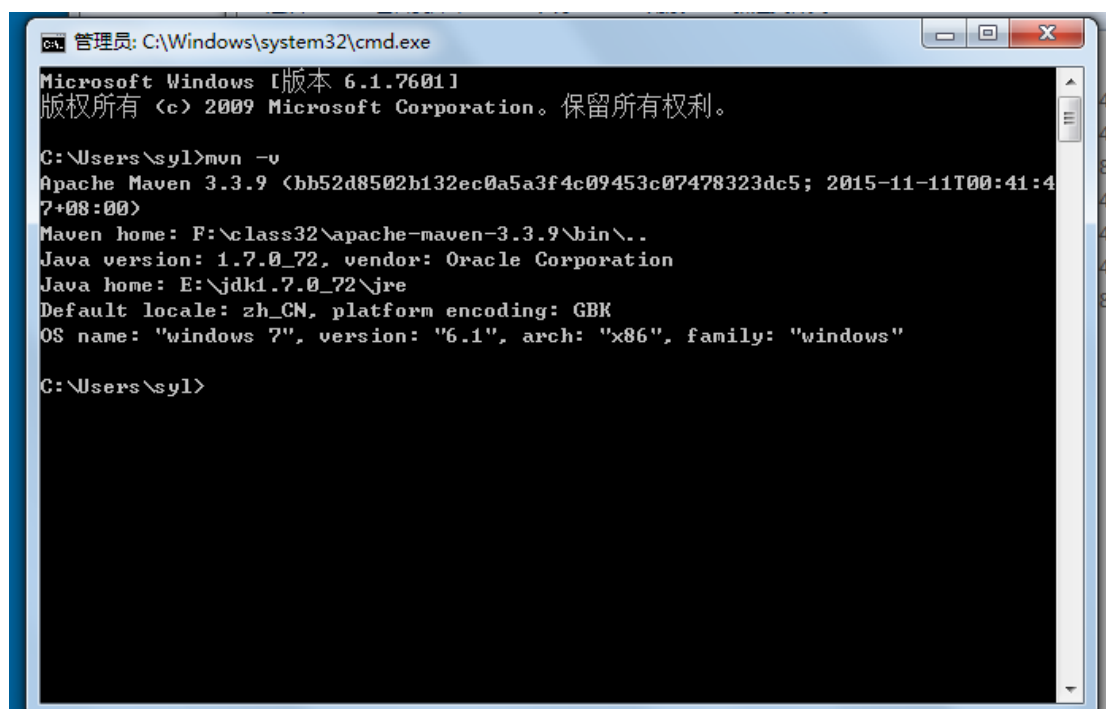 管理员: C:\Windows\system32\cmd.exe
Microsoft Windows [版本 6.1.7601]
版权所有 (c) 2009 Microsoft Corporation。保留所有权利。
C:\Users\syl>mvn -v
Apache Maven 3.3.9 (bb52d8502b132ec0a5a3f4c09453c07478323dc5; 2015-11-11T00:41:4
7+08:00)
Maven home: F:\class32\apache-maven-3.3.9\bin\..
Java version: 1.7.0_72, vendor: Oracle Corporation
Java home: E:\jdk1.7.0_72\jre
Default locale: zh_CN, platform encoding: GBK
OS name: "windows 7", version: "6.1", arch: "x86", family: "windows"
C:\Users\syl>